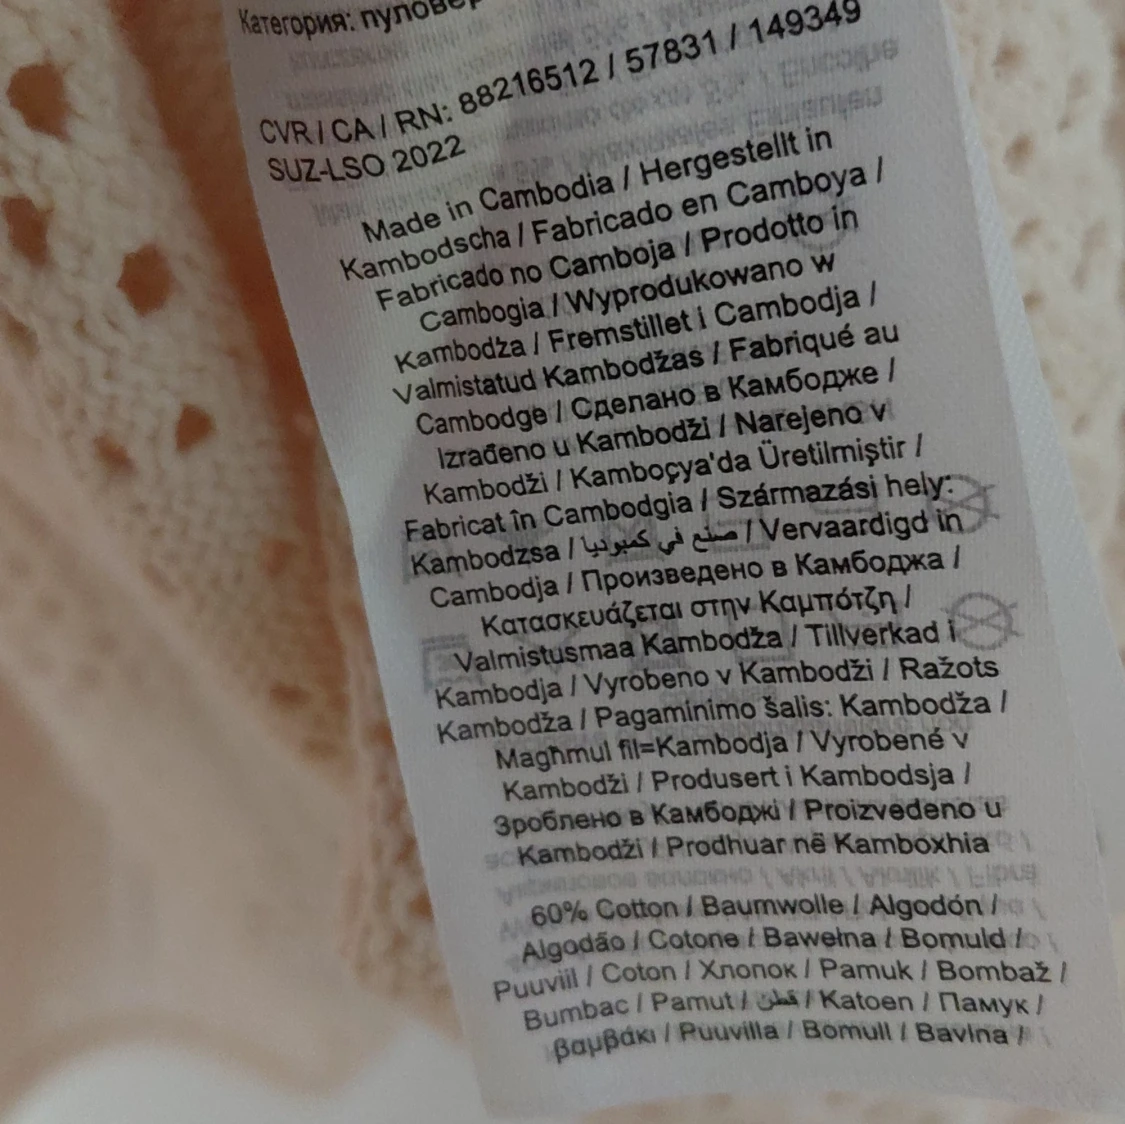 Категория: пуловер
CVR / CA / RN: 88216512 / 57831 / 149349
SUZ-LSO 2022
Made in Cambodia / Hergestellt in
Kambodscha / Fabricado en Camboya /
Fabricado no Camboja / Prodotto in
Cambogia / Wyprodukowano w
Kambodża / Fremstillet i Cambodja /
Valmistatud Kambodžas / Fabriqué au
Cambodge / Сделано в Камбодже /
Izrađeno u Kambodži / Narejeno v
Kambodži / Kamboçya'da Üretilmiştir /
Fabricat în Cambodgia / Származási hely:
Kambodzsa / صنع في كمبوديا / Vervaardigd in
Cambodja / Произведено в Камбоджа /
Κατασκευάζεται στην Καμπότζη /
Valmistusmaa Kambodža / Tillverkad i
Kambodja / Vyrobeno v Kambodži / Ražots
Kambodža / Pagaminimo šalis: Kambodža /
Magħmul fil=Kambodja / Vyrobené v
Kambodži / Produsert i Kambodsja /
Зроблено в Камбоджі / Proizvedeno u
Kambodži / Prodhuar në Kamboxhia
60% Cotton / Baumwolle / Algodón /
Algodão / Cotone / Bawełna / Bomuld /
Puuviil / Coton / Хлопок / Pamuk / Bombaž /
Bumbac / Pamut / قطن / Katoen / Памук /
βαμβάκι / Puuvilla / Bomull / Bavlna /